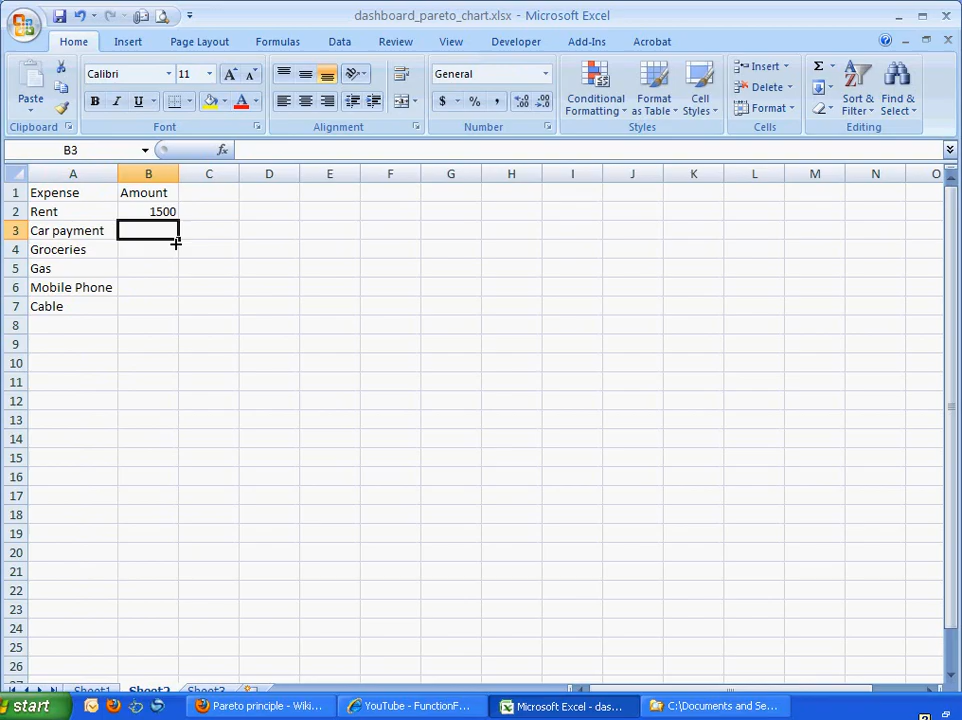 dashboard_pareto_chart.xlsx - Microsoft Excel
Home Insert Page Layout Formulas Data Review View Developer Add-Ins Acrobat
Calibri 11 General Insert Σ
Paste B I U A $ % , Conditional Formatting Format as Table Cell Styles Delete Format Sort & Filter Find & Select
Clipboard Font Alignment Number Styles Cells Editing
B3 fx
A B C D E F G H I J K L M N O
1 Expense Amount
2 Rent 1500
3 Car payment
4 Groceries
5 Gas
6 Mobile Phone
7 Cable
8
9
10
11
12
13
14
15
16
17
18
19
20
21
22
23
24
25
26
27
Sheet1 Sheet2 Sheet3
start Pareto principle - Wiki... YouTube - FunctionF... Microsoft Excel - das... C:\Documents and Se...